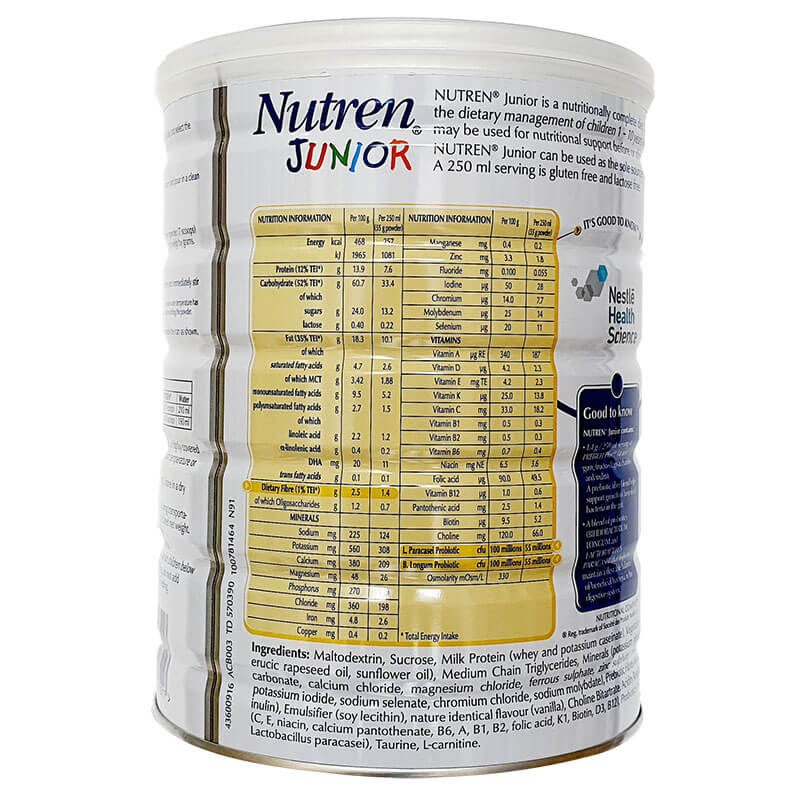 Nutren®
JUNIOR
NUTREN® Junior is a nutritionally complete
the dietary management of children 1 - 10 years
may be used for nutritional support before or
NUTREN® Junior can be used as the sole source
A 250 ml serving is gluten free and lactose free
NUTRITION INFORMATION Per 100 g Per 250 ml (55 g powder)
Energy kcal 468 257
kJ 1965 1081
Protein (12% TEI*) g 13.9 7.6
Carbohydrate (52% TEI*) g 60.7 33.4
of which
sugars g 24.0 13.2
lactose g 0.40 0.22
Fat (35% TEI*) g 18.3 10.1
of which
saturated fatty acids g 4.7 2.6
of which MCT g 3.42 1.88
monounsaturated fatty acids g 9.5 5.2
polyunsaturated fatty acids g 2.7 1.5
of which
linoleic acid g 2.2 1.2
α-linolenic acid g 0.4 0.2
DHA mg 20 11
trans fatty acids g 0.1 0.1
Dietary Fibre (1% TEI*) g 2.5 1.4
of which Oligosaccharides g 1.2 0.7
MINERALS
Sodium mg 225 124
Potassium mg 560 308
Calcium mg 380 209
Magnesium mg 48 26
Phosphorus mg 270
Chloride mg 360 198
Iron mg 4.8 2.6
Copper mg 0.4 0.2
NUTRITION INFORMATION Per 100 g Per 250 ml (55 g powder)
Manganese mg 0.4 0.2
Zinc mg 3.3 1.8
Fluoride mg 0.100 0.055
Iodine µg 50 28
Chromium µg 14.0 7.7
Molybdenum µg 25 14
Selenium µg 20 11
VITAMINS
Vitamin A µg RE 340 187
Vitamin D µg 4.2 2.3
Vitamin E mg TE 4.2 2.3
Vitamin K µg 25.0 13.8
Vitamin C mg 33.0 18.2
Vitamin B1 mg 0.5 0.3
Vitamin B2 mg 0.5 0.3
Vitamin B6 mg 0.7 0.4
Niacin mg NE 6.5 3.6
Folic acid µg 90.0 49.5
Vitamin B12 µg 1.0 0.6
Pantothenic acid mg 2.5 1.4
Biotin µg 9.5 5.2
Choline mg 120.0 66.0
L. Paracasei Probiotic cfu 100 millions 55 millions
B. Longum Probiotic cfu 100 millions 55 millions
Osmolarity mOsm/L 330
* Total Energy Intake
IT'S GOOD TO KNOW
Nestlé
Health
Science
Good to know
NUTREN® Junior contains:
43600916 ACB003 TD 570390 100781464 N91
Ingredients: Maltodextrin, Sucrose, Milk Protein (whey and potassium caseinate),
erucic rapeseed oil, sunflower oil), Medium Chain Triglycerides, Minerals
carbonate, calcium chloride, magnesium chloride, ferrous sulphate, zinc
potassium iodide, sodium selenate, chromium chloride, sodium molybdate),
inulin), Emulsifier (soy lecithin), nature identical flavour (vanilla), Choline Bitartrate
(C, E, niacin, calcium pantothenate, B6, A, B1, B2, folic acid, K1, Biotin, D3, B12),
Lactobacillus paracasei), Taurine, L-carnitine.